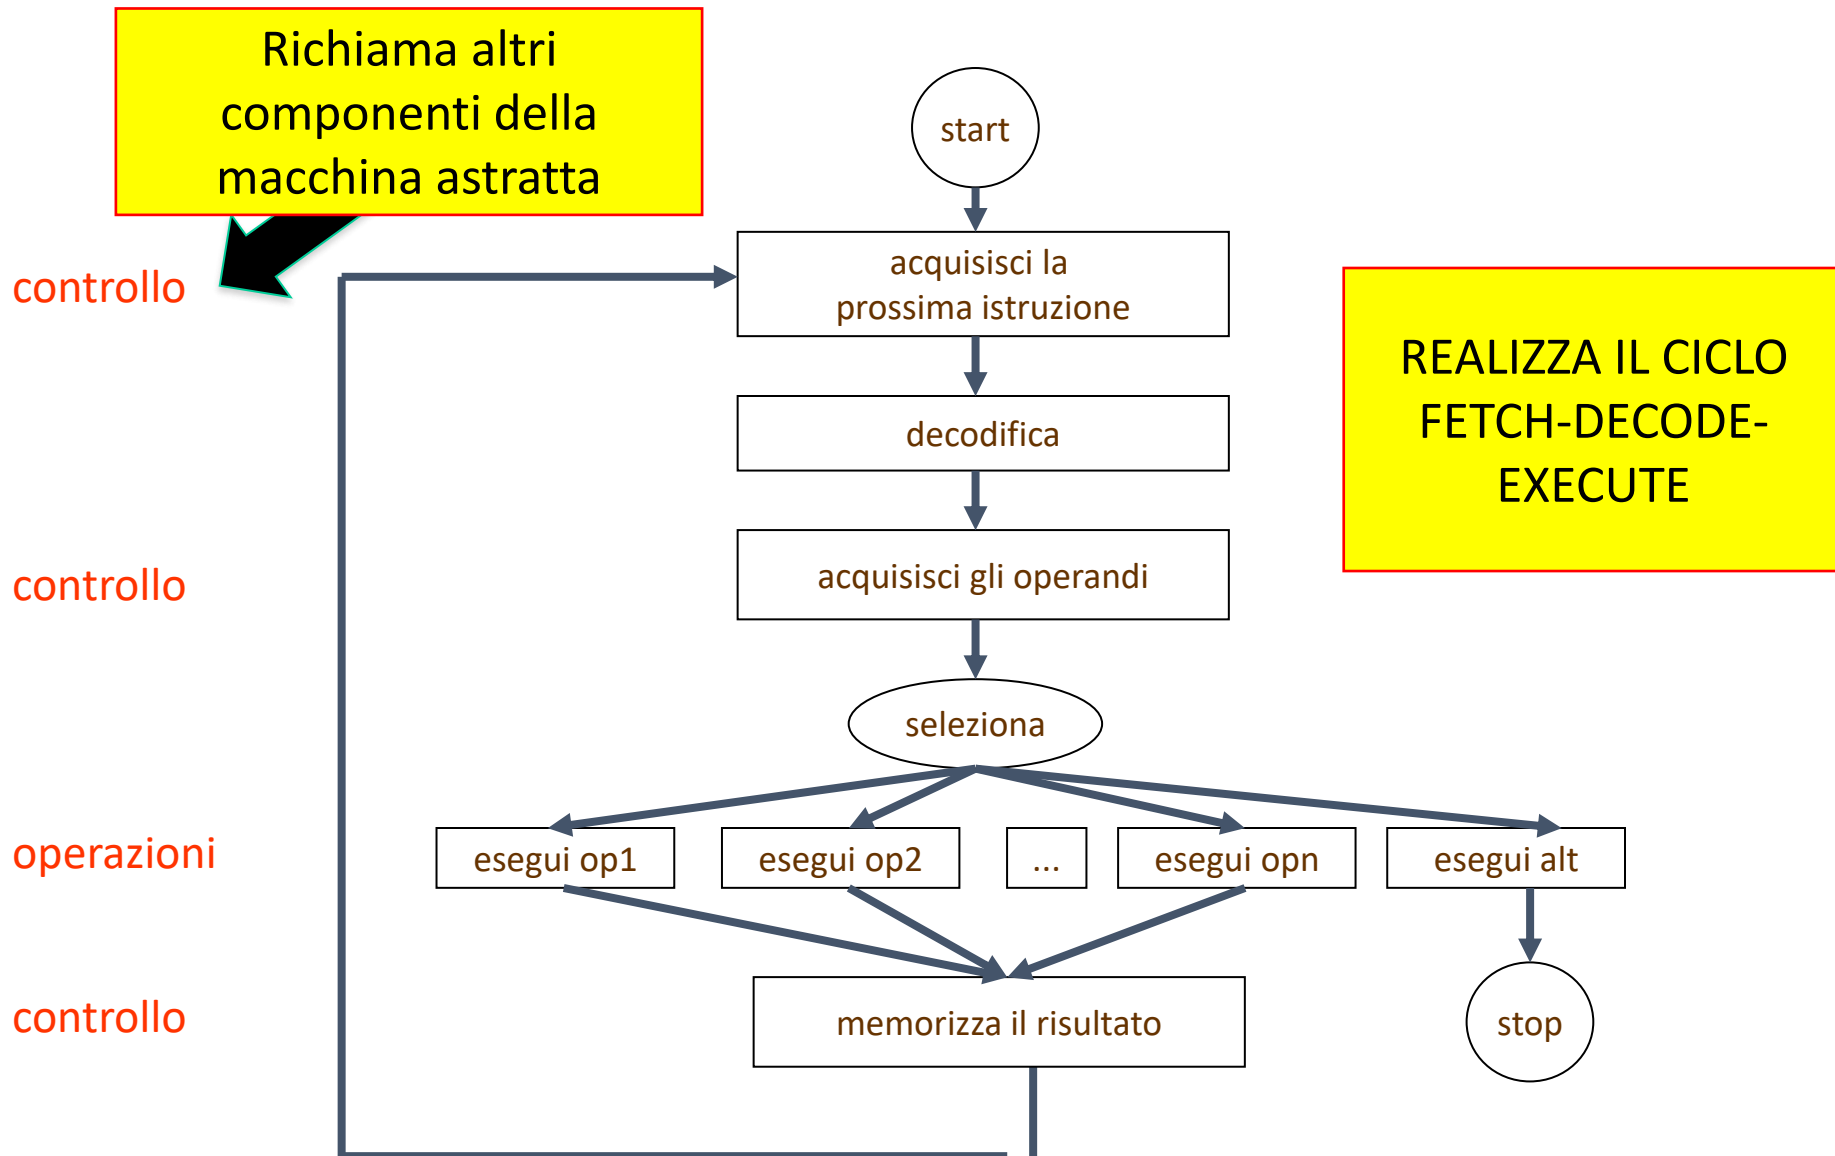 Richiama altri
componenti della
macchina astratta
start
controllo
acquisisci la
prossima istruzione
REALIZZA IL CICLO
FETCH-DECODE-
EXECUTE
decodifica
controllo
acquisisci gli operandi
seleziona
operazioni
esegui op1
esegui op2
...
esegui opn
esegui alt
controllo
memorizza il risultato
stop